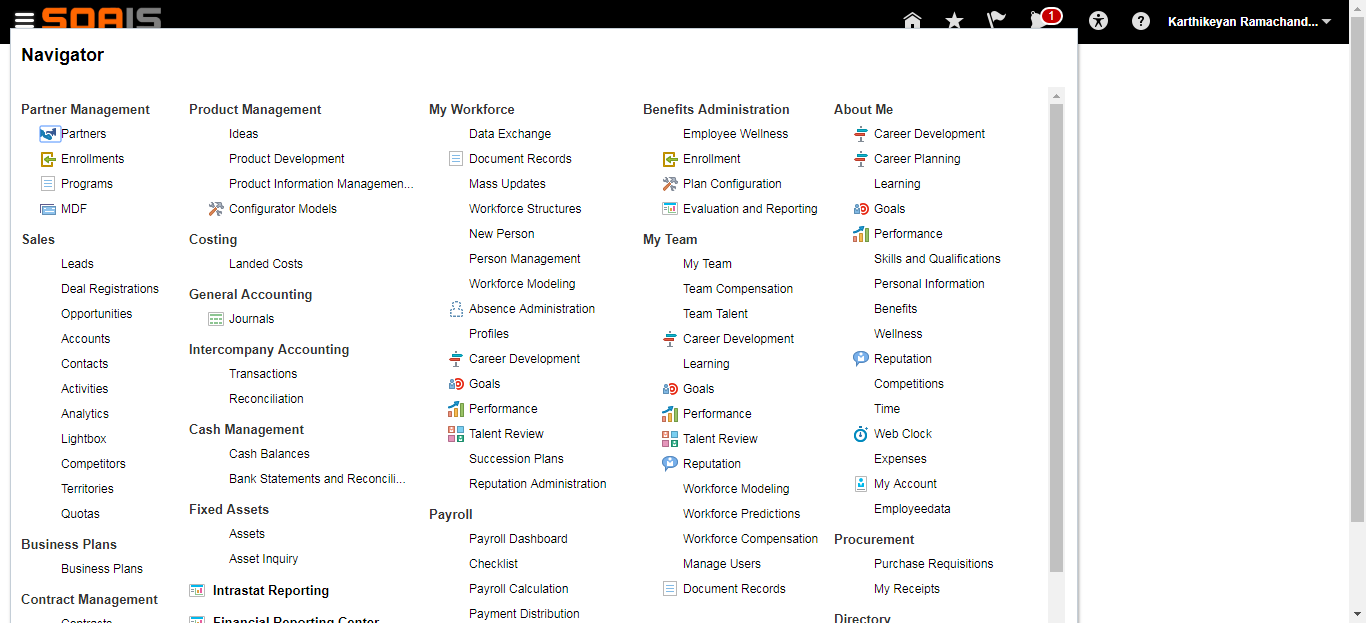 SOAIS
1
Karthikeyan Ramachand...
Navigator
Partner Management
Partners
Enrollments
Programs
MDF
Sales
Leads
Deal Registrations
Opportunities
Accounts
Contacts
Activities
Analytics
Lightbox
Competitors
Territories
Quotas
Business Plans
Business Plans
Contract Management
Contracts
Product Management
Ideas
Product Development
Product Information Managemen...
Configurator Models
Costing
Landed Costs
General Accounting
Journals
Intercompany Accounting
Transactions
Reconciliation
Cash Management
Cash Balances
Bank Statements and Reconcili...
Fixed Assets
Assets
Asset Inquiry
Intrastat Reporting
Financial Reporting Center
My Workforce
Data Exchange
Document Records
Mass Updates
Workforce Structures
New Person
Person Management
Workforce Modeling
Absence Administration
Profiles
Career Development
Goals
Performance
Talent Review
Succession Plans
Reputation Administration
Payroll
Payroll Dashboard
Checklist
Payroll Calculation
Payment Distribution
Benefits Administration
Employee Wellness
Enrollment
Plan Configuration
Evaluation and Reporting
My Team
My Team
Team Compensation
Team Talent
Career Development
Learning
Goals
Performance
Talent Review
Reputation
Workforce Modeling
Workforce Predictions
Workforce Compensation
Manage Users
Document Records
About Me
Career Development
Career Planning
Learning
Goals
Performance
Skills and Qualifications
Personal Information
Benefits
Wellness
Reputation
Competitions
Time
Web Clock
Expenses
My Account
Employeedata
Procurement
Purchase Requisitions
My Receipts
Directory